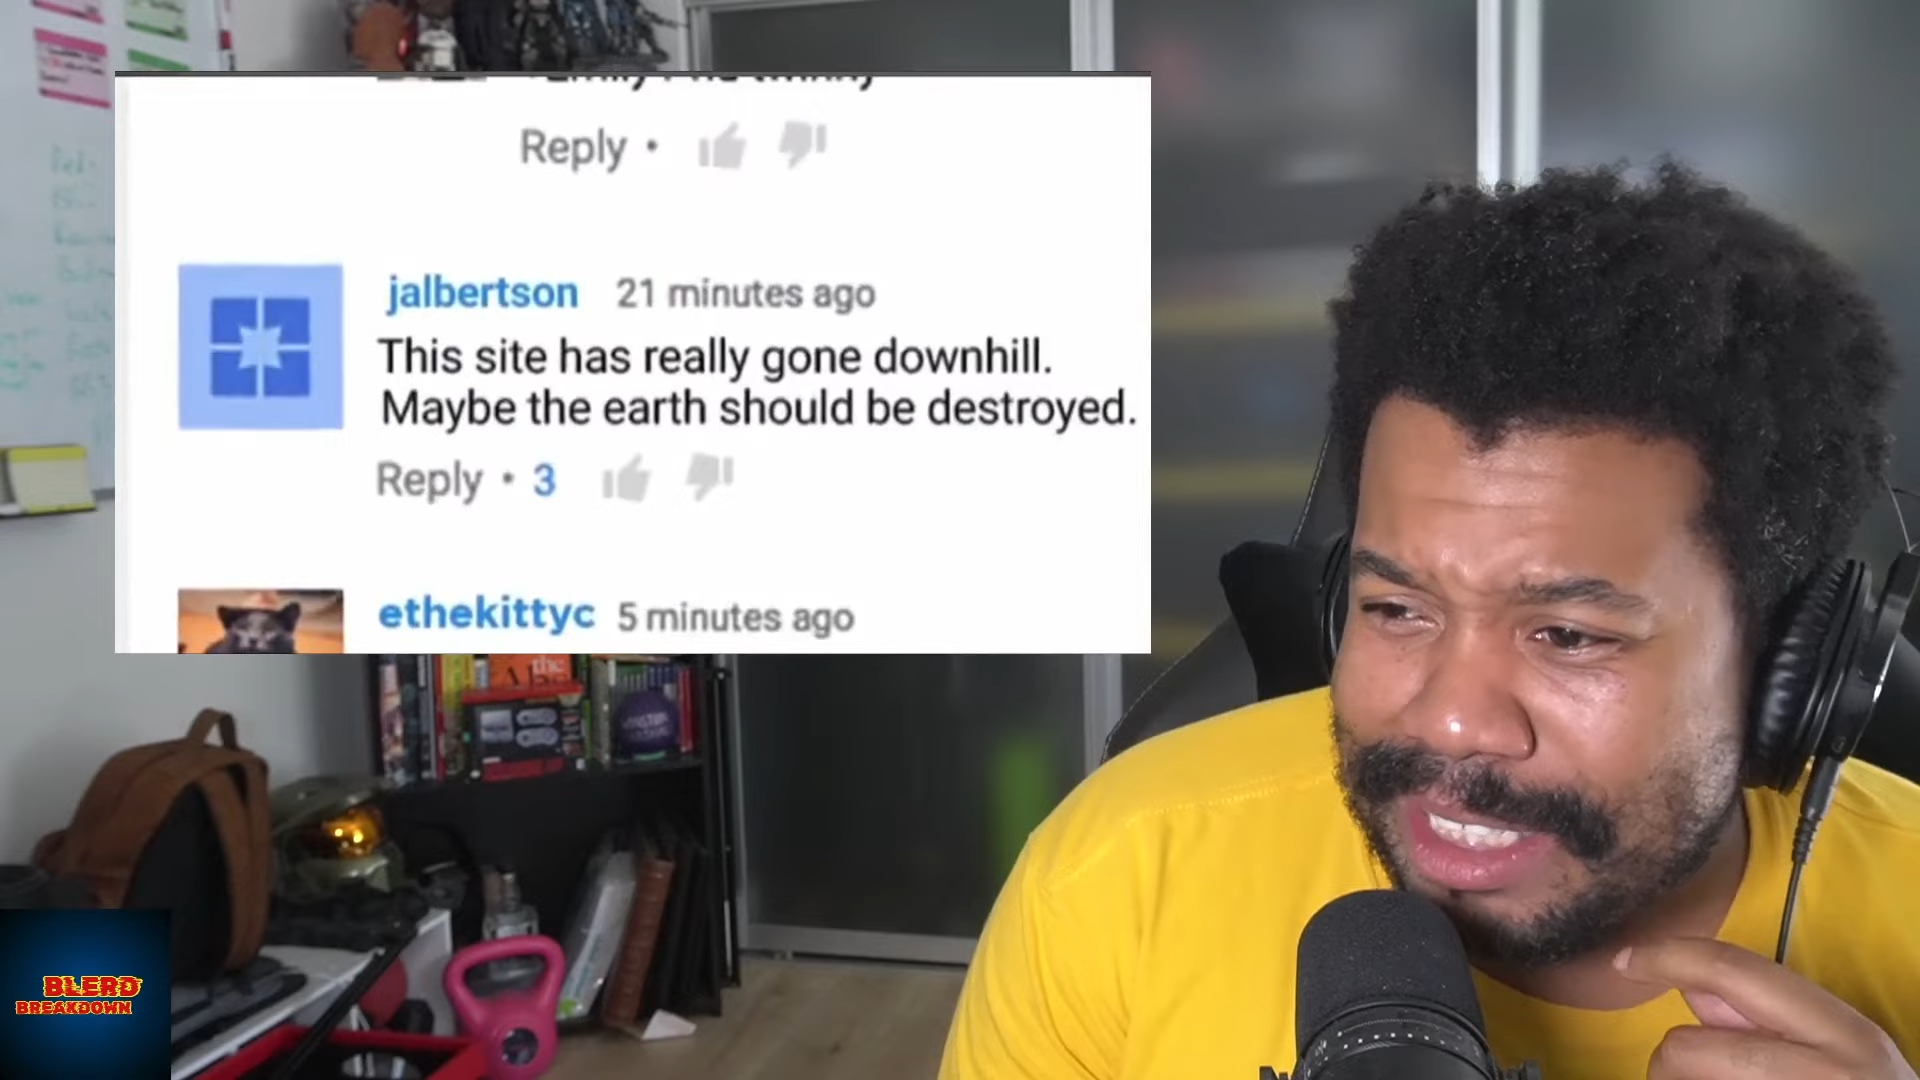 Reply •
jalbertson 21 minutes ago
This site has really gone downhill.
Maybe the earth should be destroyed.
Reply • 3
ethekittyc 5 minutes ago
the
BLERD
BREAKDOWN